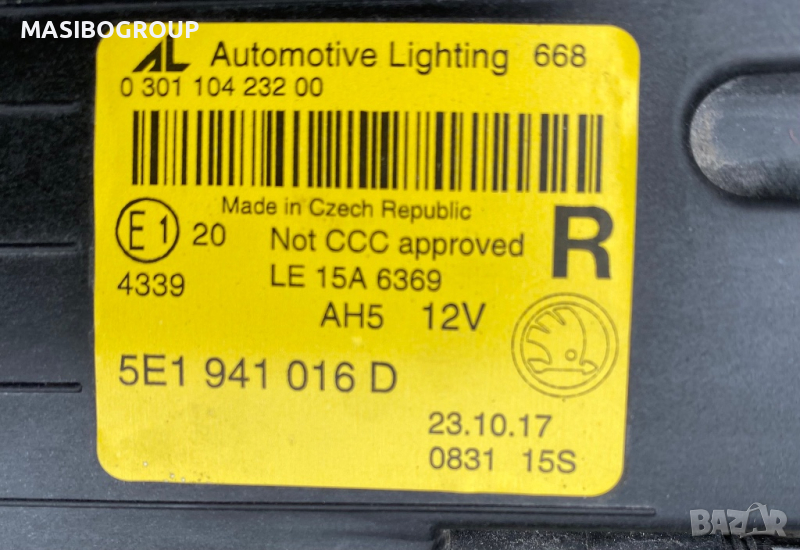 MASIBOGROUP
AL Automotive Lighting 668
0 301 104 232 00
Made in Czech Republic
E1 20 Not CCC approved R
4339 LE 15A 6369
AH5 12V
5E1 941 016 D
23.10.17
0831 15S
BAZAR